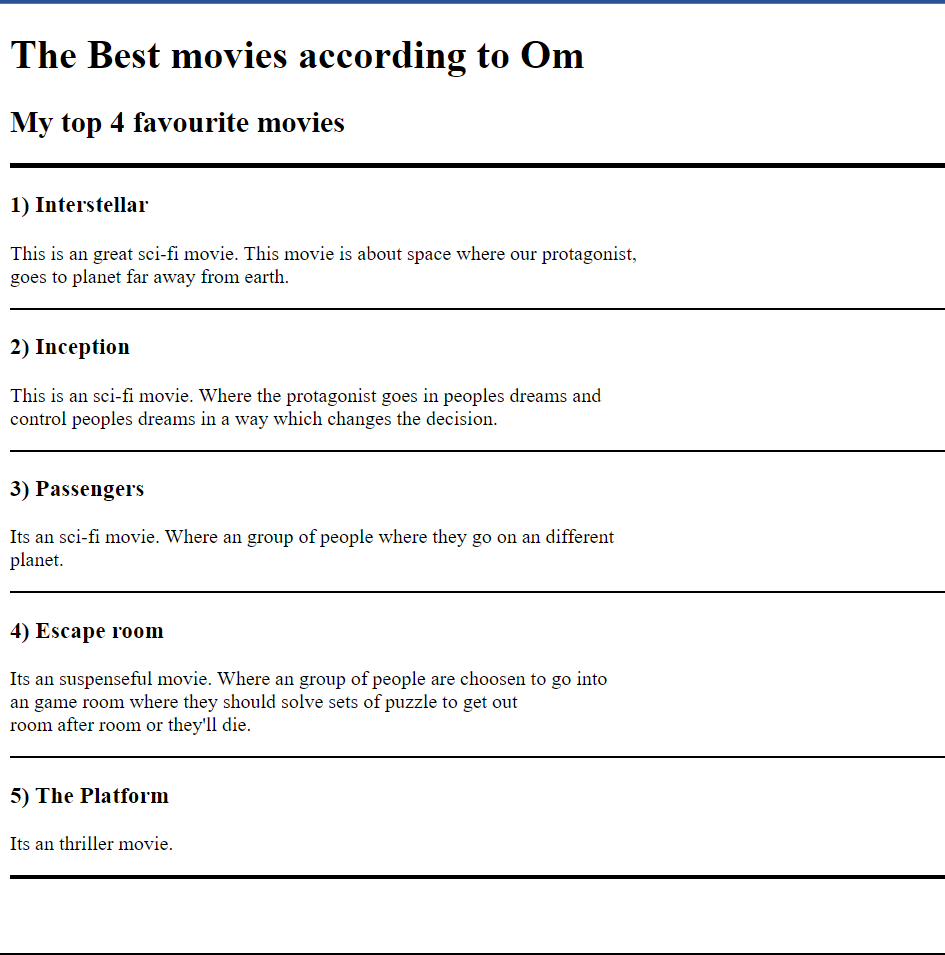 The Best movies according to Om
My top 4 favourite movies
1) Interstellar
This is an great sci-fi movie. This movie is about space where our protagonist,
goes to planet far away from earth.
2) Inception
This is an sci-fi movie. Where the protagonist goes in peoples dreams and
control peoples dreams in a way which changes the decision.
3) Passengers
Its an sci-fi movie. Where an group of people where they go on an different
planet.
4) Escape room
Its an suspenseful movie. Where an group of people are choosen to go into
an game room where they should solve sets of puzzle to get out
room after room or they'll die.
5) The Platform
Its an thriller movie.